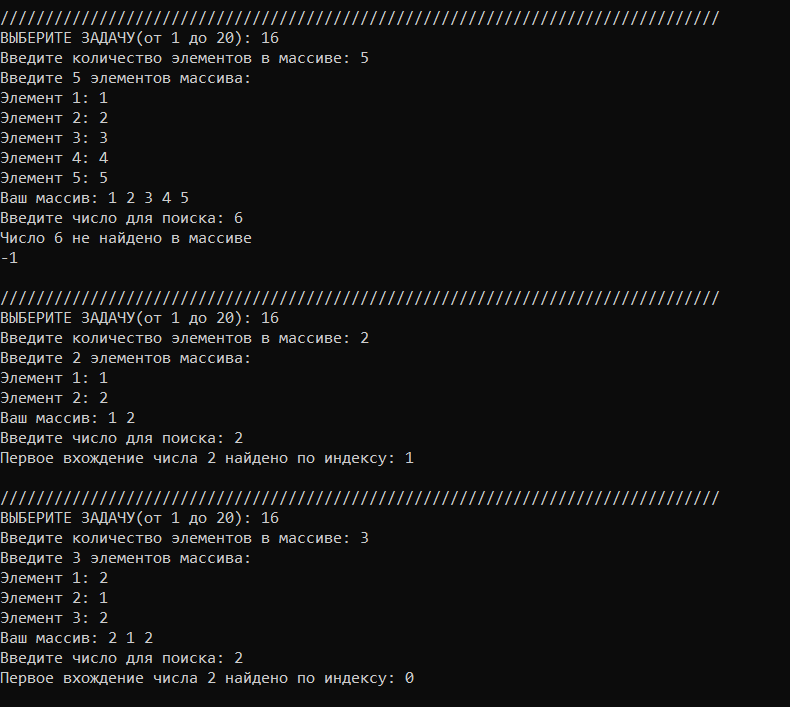 ////////////////////////////////////////////////////////////////////////////////
ВЫБЕРИТЕ ЗАДАЧУ(от 1 до 20): 16
Введите количество элементов в массиве: 5
Введите 5 элементов массива:
Элемент 1: 1
Элемент 2: 2
Элемент 3: 3
Элемент 4: 4
Элемент 5: 5
Ваш массив: 1 2 3 4 5
Введите число для поиска: 6
Число 6 не найдено в массиве
-1
////////////////////////////////////////////////////////////////////////////////
ВЫБЕРИТЕ ЗАДАЧУ(от 1 до 20): 16
Введите количество элементов в массиве: 2
Введите 2 элементов массива:
Элемент 1: 1
Элемент 2: 2
Ваш массив: 1 2
Введите число для поиска: 2
Первое вхождение числа 2 найдено по индексу: 1
////////////////////////////////////////////////////////////////////////////////
ВЫБЕРИТЕ ЗАДАЧУ(от 1 до 20): 16
Введите количество элементов в массиве: 3
Введите 3 элементов массива:
Элемент 1: 2
Элемент 2: 1
Элемент 3: 2
Ваш массив: 2 1 2
Введите число для поиска: 2
Первое вхождение числа 2 найдено по индексу: 0